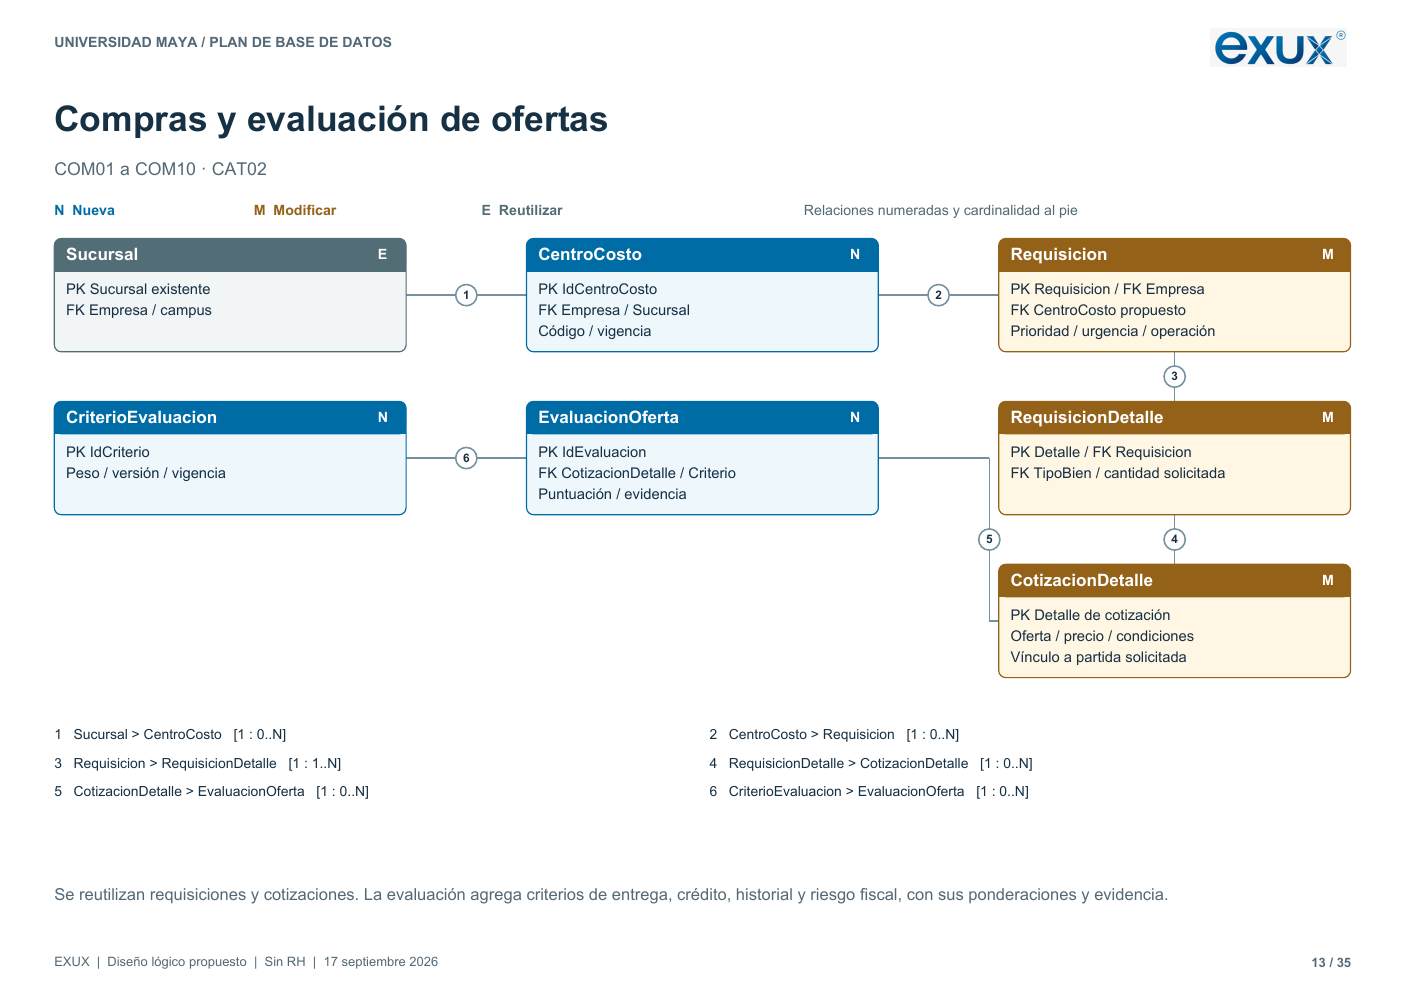 UNIVERSIDAD MAYA / PLAN DE BASE DE DATOS
exux®
Compras y evaluación de ofertas
COM01 a COM10 · CAT02
N Nueva
M Modificar
E Reutilizar
Relaciones numeradas y cardinalidad al pie
Sucursal E
PK Sucursal existente
FK Empresa / campus
1
CentroCosto N
PK IdCentroCosto
FK Empresa / Sucursal
Código / vigencia
2
Requisicion M
PK Requisicion / FK Empresa
FK CentroCosto propuesto
Prioridad / urgencia / operación
3
CriterioEvaluacion N
PK IdCriterio
Peso / versión / vigencia
6
EvaluacionOferta N
PK IdEvaluacion
FK CotizacionDetalle / Criterio
Puntuación / evidencia
RequisicionDetalle M
PK Detalle / FK Requisicion
FK TipoBien / cantidad solicitada
5
4
CotizacionDetalle M
PK Detalle de cotización
Oferta / precio / condiciones
Vínculo a partida solicitada
1 Sucursal > CentroCosto [1 : 0..N]
2 CentroCosto > Requisicion [1 : 0..N]
3 Requisicion > RequisicionDetalle [1 : 1..N]
4 RequisicionDetalle > CotizacionDetalle [1 : 0..N]
5 CotizacionDetalle > EvaluacionOferta [1 : 0..N]
6 CriterioEvaluacion > EvaluacionOferta [1 : 0..N]
Se reutilizan requisiciones y cotizaciones. La evaluación agrega criterios de entrega, crédito, historial y riesgo fiscal, con sus ponderaciones y evidencia.
EXUX | Diseño lógico propuesto | Sin RH | 17 septiembre 2026
13 / 35